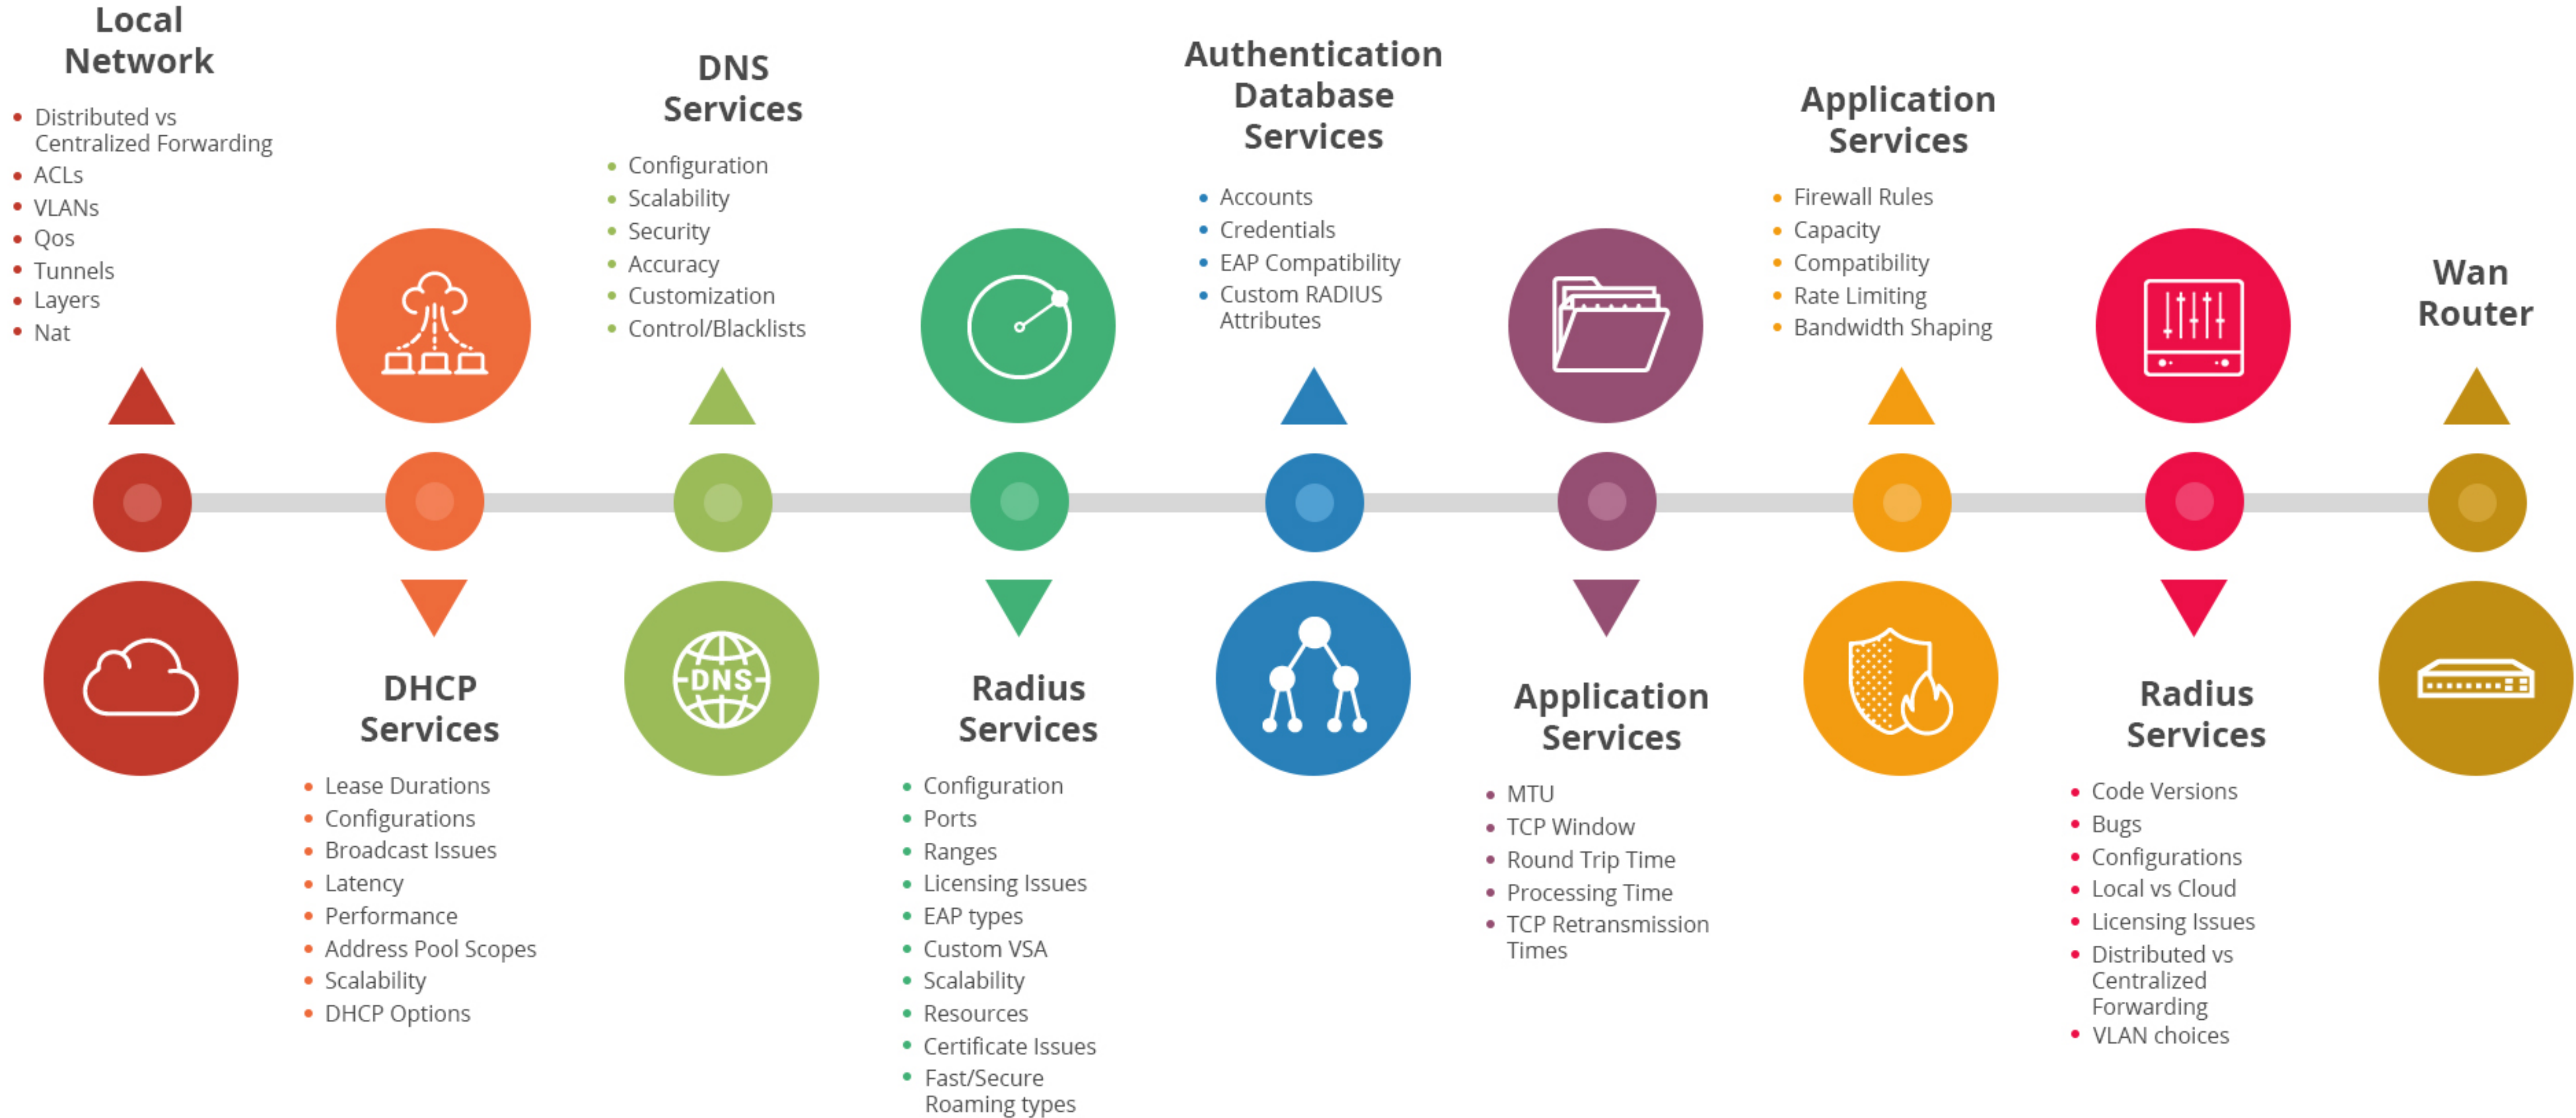 Local
Network
Distributed vs
Centralized Forwarding
ACLs
VLANs
Qos
Tunnels
Layers
Nat
DHCP
Services
Lease Durations
Configurations
Broadcast Issues
Latency
Performance
Address Pool Scopes
Scalability
DHCP Options
DNS
Services
Configuration
Scalability
Security
Accuracy
Customization
Control/Blacklists
DNS
Radius
Services
Configuration
Ports
Ranges
Licensing Issues
EAP types
Custom VSA
Scalability
Resources
Certificate Issues
Fast/Secure
Roaming types
Authentication
Database
Services
Accounts
Credentials
EAP Compatibility
Custom RADIUS
Attributes
Application
Services
MTU
TCP Window
Round Trip Time
Processing Time
TCP Retransmission
Times
Application
Services
Firewall Rules
Capacity
Compatibility
Rate Limiting
Bandwidth Shaping
Radius
Services
Code Versions
Bugs
Configurations
Local vs Cloud
Licensing Issues
Distributed vs
Centralized
Forwarding
VLAN choices
Wan
Router